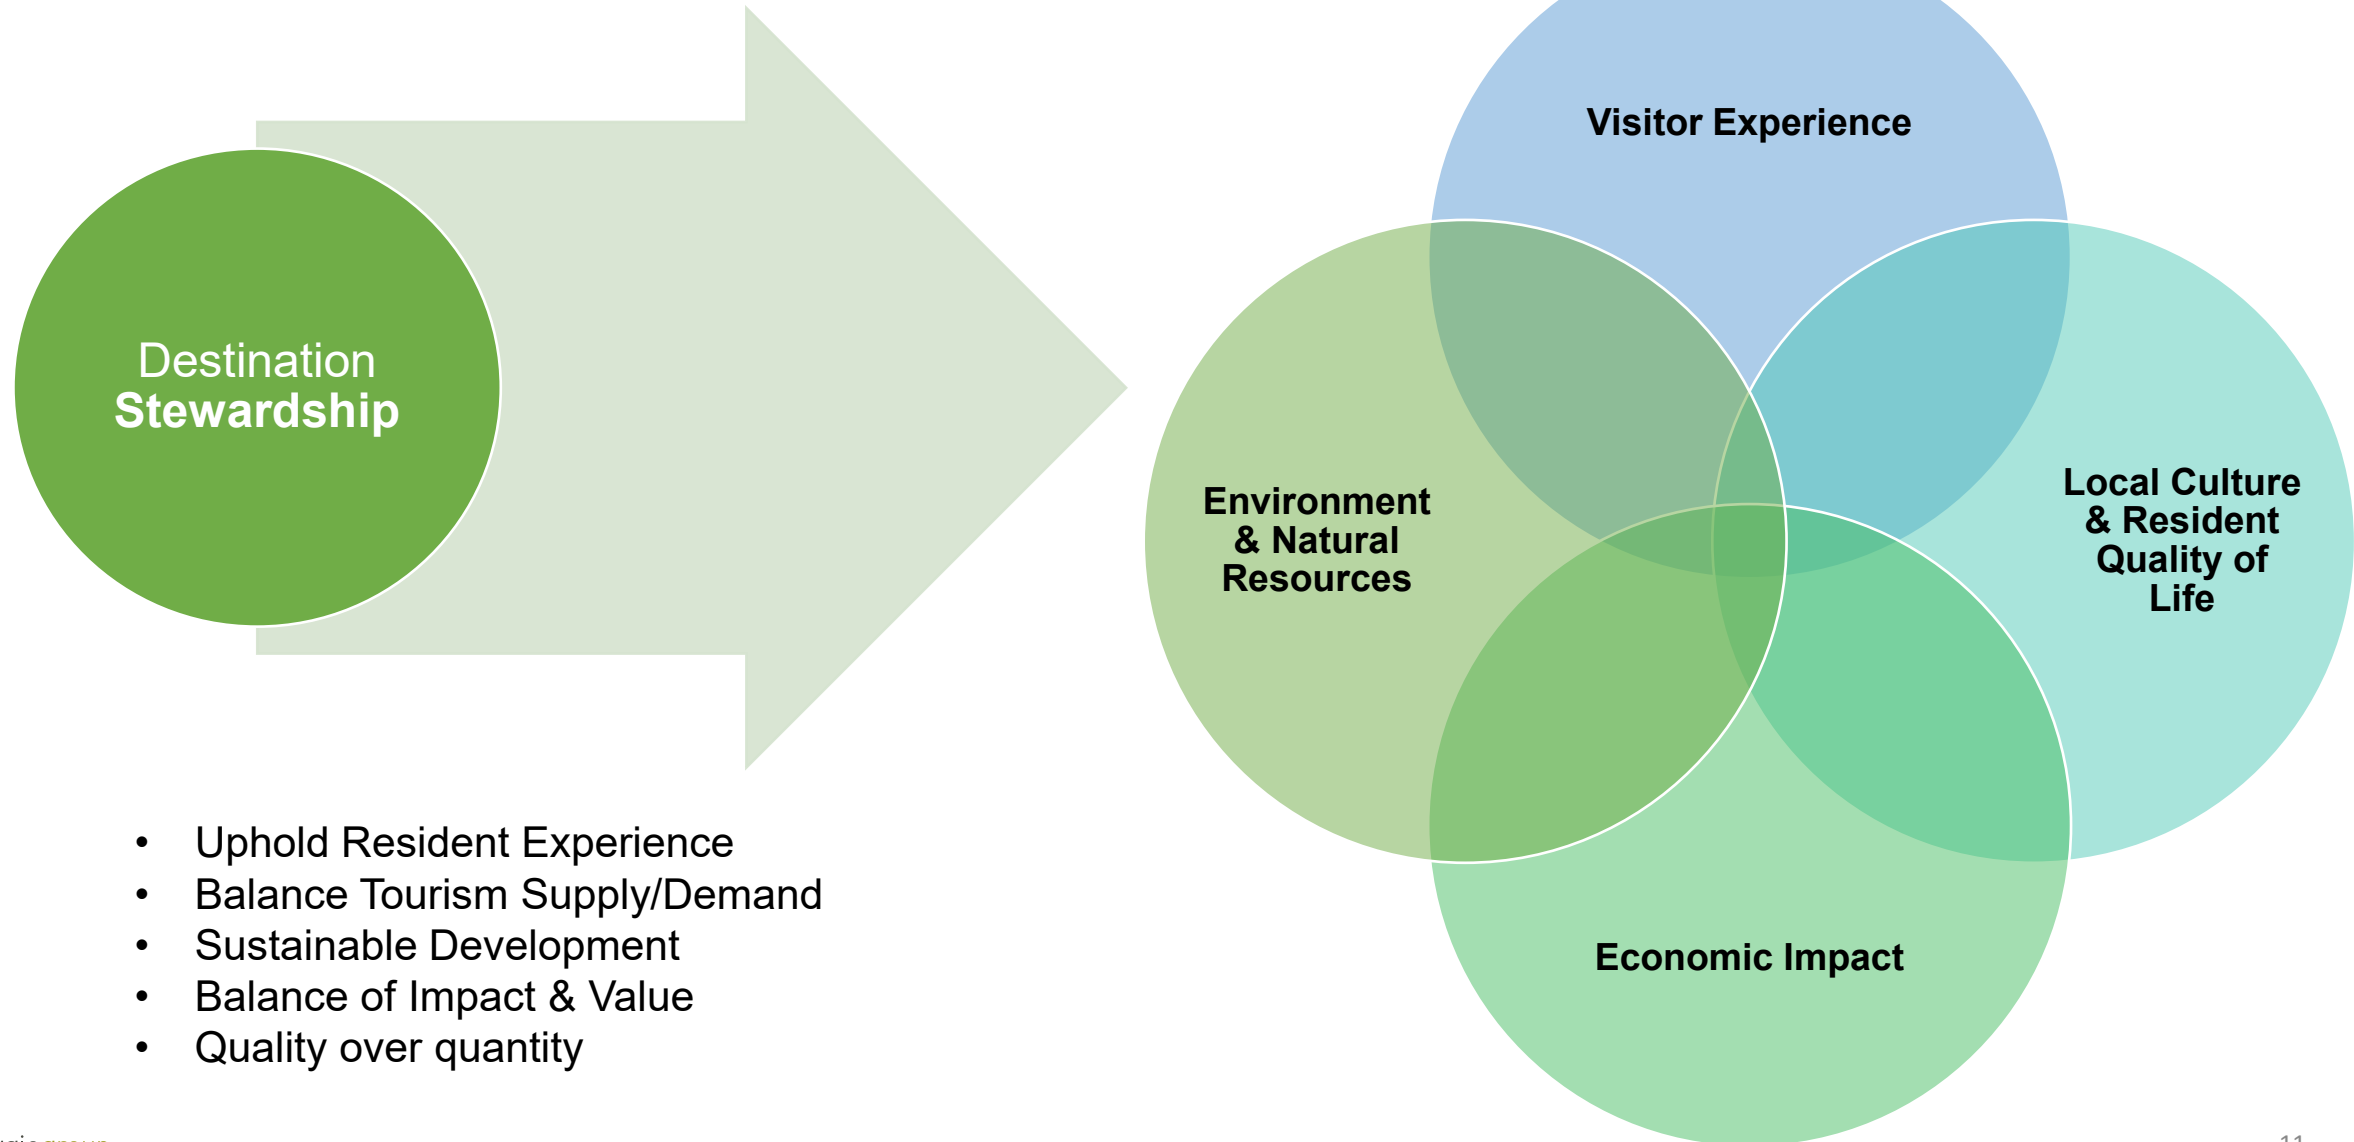 Destination
Stewardship
• Uphold Resident Experience
• Balance Tourism Supply/Demand
• Sustainable Development
• Balance of Impact & Value
• Quality over quantity
Visitor Experience
Environment
& Natural
Resources
Local Culture
& Resident
Quality of
Life
Economic Impact
11